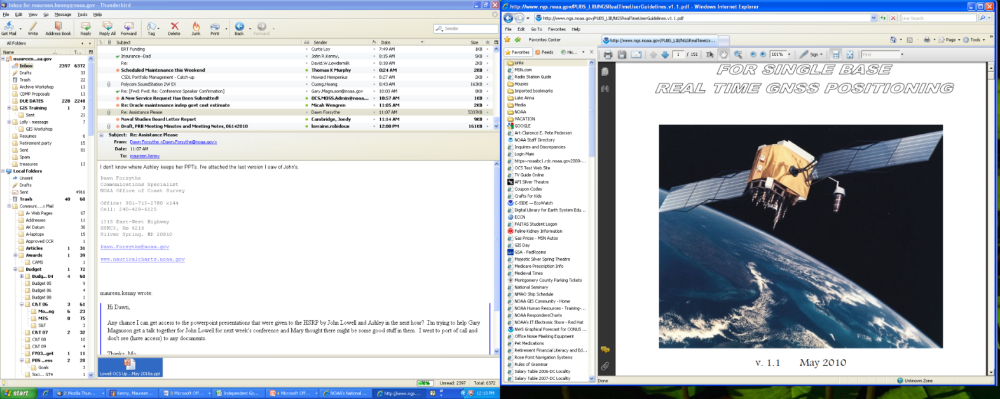 Inbox for maureen.kenny@noaa.gov - Thunderbird
File Edit View Go Message Tools Help
Get Mail Write Address Book Reply Reply All Forward Tag Delete Junk Print Back Forward
Sender
All Folders
Name T...
maureen...aa.gov
Inbox 2397 6372
Drafts 33
Trash 22
Archive Workshop 13
CDMP Proposals 13
DUE DATES 228 2248
GIS Training 1 7
Sent 21
Lolly - message 7
GIS Workshop
Resumes 6
Retirement party 15
Sent 81
Spam
treasures 13
Local Folders
Unsent
Drafts
Sent 4916
Trash 40 60
Communi.....x Mail
A- Web Pages 67
Addresses 11
AK Datum 30
A-laptops 15
Approved CCR 1
Articles 1 31
Awards 1 39
CAMS 1
Budget 1 72
Budg... 04 4 60
Budget 05 9
Budget 06 4
Budget 08 1
C&T 06 3 61
Mo...ng 6 23
MTS 8 75
S&T 3
C&T 07 2 32
C&T 08 10
C&T 09 4
FY03...get 1 11
PBS ...ess 2 20
Goals 3
Soci... GT4 1
Subject Sender Date Size
ERT Funding Curtis Loy 7:49 AM 1KB
Insurance--Dad John R.Kenny, 8:15 AM 5KB
Re: David.W.Lowdermilk 8:18 AM 2KB
Scheduled Maintenance this Weekend Thomas K Murphy 8:24 AM 5KB
CSDL Portfolio Management - Catch-up Howard Hempenius 8:27 AM 2KB
Polycom SoundStation 2W EX Cuong.Hoang 8:43 AM 163KB
Re: [Fwd: Fwd: Re: Conference Speaker Confirmation] Gary.Magnuson@noaa.gov 10:03 AM 8KB
A New Service Request Has Been Submitted! OCS.MOSS.Admin@noaa.... 10:57 AM 1KB
Re: Oracle maintenance indep govt cost estimate Micah Wengren 11:05 AM 2KB
Re: Assistance Please Dawn Forsythe 11:07 AM 5337KB
Naval Studies Board Letter Report Cambridge, Joedy 11:14 AM 9KB
Draft, PRB Meeting Minutes and Meeting Notes, 06142010 lorraine.robidoux 12:00 PM 161KB
Subject: Re: Assistance Please
From: Dawn Forsythe <Dawn.Forsythe@noaa.gov>
Date: 11:07 AM
To: maureen.kenny
I don't know where Ashley keeps her PPTs. I've attached the last version I saw of John's.
Dawn Forsythe
Communications Specialist
NOAA Office of Coast Survey
Office: 301-713-2780 x144
Cell: 240-429-6125
1315 East-West Highway
SSMC3, Rm 6216
Silver Spring, MD 20910
Dawn.Forsythe@noaa.gov
www.nauticalcharts.noaa.gov
maureen.kenny wrote:
Hi Dawn,
Any chance I can get access to the powerpoint presentations that were given to the HSRP by John Lowell and Ashley in the next hour? I'm trying to help Gary
Magnuson get a talk together for John Lowell for next week's conference and Mary thought there might be some good stuff in them. I went to port of call and
don't see (have access) to any documents.
Thanks, Mo
Lowell OCS Up...May 2010a.ppt
78% Unread: 2397 Total: 6372
http://www.ngs.noaa.gov/PUBS_LIB/NGSRealTimeUserGuidelines.v1.1.pdf - Windows Internet Explorer
http://www.ngs.noaa.gov/PUBS_LIB/NGSRealTimeUserGuidelines.v1.1.pdf
Live Search
File Edit Go To Favorites Help
Favorites Center
http://www.ngs.noaa.gov/PUBS_LIB/NGSRealTimeUs...
Page Tools
Favorites Feeds His...
1 / 151 101% Sign Find
Links
MSN.com
Radio Station Guide
Houses
Imported bookmarks
Lake Anna
Media
NOAA
VACATION
GOOGLE
Art-Clarence E. Pete Pedersen
NOAA Staff Directory
Inquiries and Discrepancies
Login Main
https--noaabc1.rdc.noaa.gov2000-...
OCS Test Web Site
TV Guide Online
AFI Silver Theatre
Coupon Codes
Crafts for Kids
C-SIDE — EcoWatch
Digital Library for Earth System Edu...
ECCN
FAITAS Student Logon
Feline Kidney Information
Gas Prices - MSN Autos
GIS Day
GSA - FedRooms
Majestic Silver Spring Theatre
Medicare Prescription Info
Medieval Times
Montgomery County Parking Tickets
National Seminary
NMAO Ship Schedule
NOAA GIS Community - Home
NOAA Human Resources - Training-...
NOAA RespondersCharts
NOAA's IT Electronic Store - Red Hat
NWS Graphical Forecast for CONUS ...
Office Noise Masking Equipment
Pet Medications
Retirement Financial Literacy and Ed...
Rose Point Navigation Systems
Rules of Grammar
Salary Table 2006-DC Locality
Salary Table 2007-DC Locality
FOR SINGLE BASE
REAL TIME GNSS POSITIONING
v. 1.1 May 2010
Done Unknown Zone
start 2 Mozilla Thun... Kenny, Maureen... 3 Microsoft Off... Independent Go... 4 Microsoft Off... NOAA's National ... http://www.ngs.... 12:10 PM